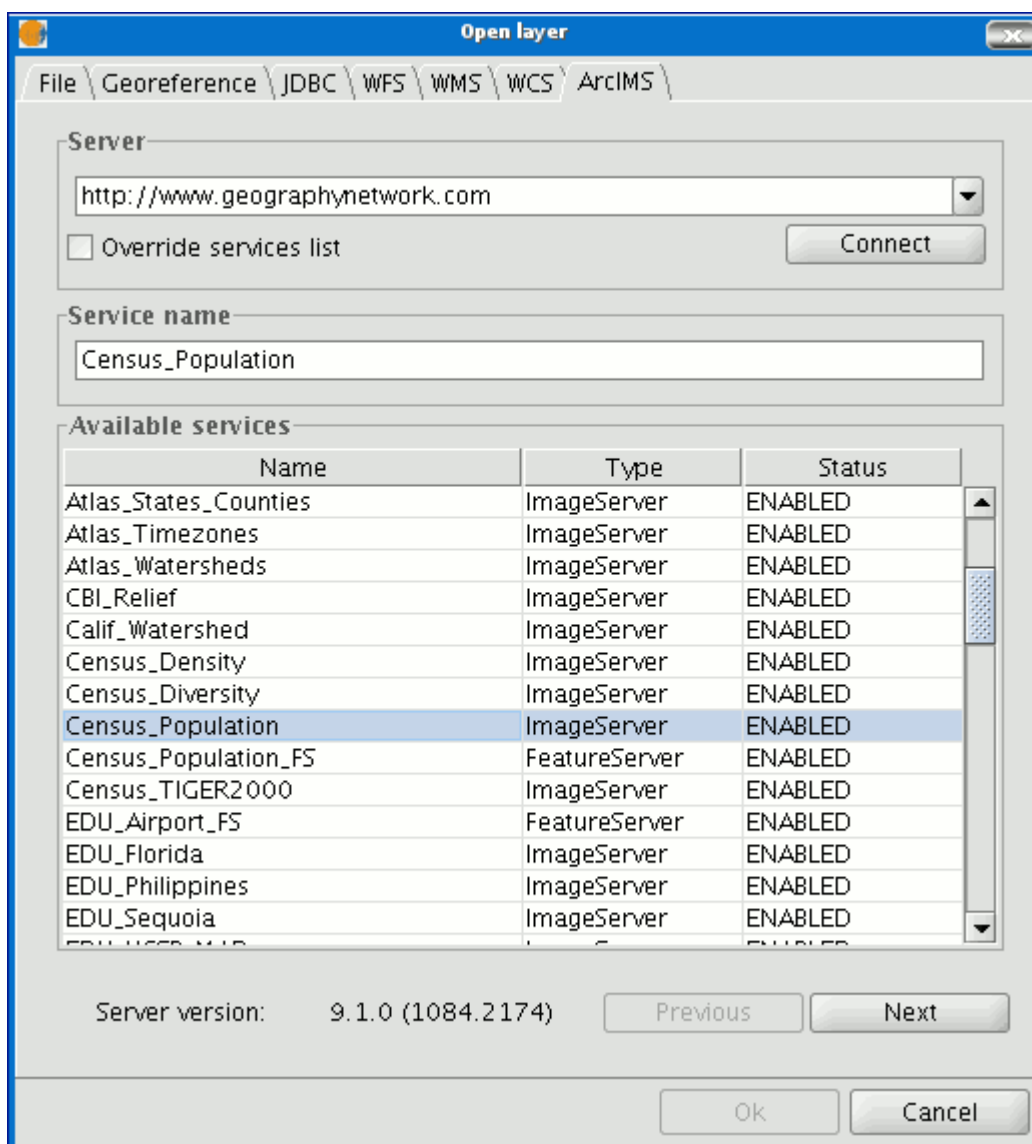 Open layer
File Georeference JDBC WFS WMS WCS ArcIMS
Server
http://www.geographynetwork.com
Override services list Connect
Service name
Census_Population
Available services
Name Type Status
Atlas_States_Counties ImageServer ENABLED
Atlas_Timezones ImageServer ENABLED
Atlas_Watersheds ImageServer ENABLED
CBI_Relief ImageServer ENABLED
Calif_Watershed ImageServer ENABLED
Census_Density ImageServer ENABLED
Census_Diversity ImageServer ENABLED
Census_Population ImageServer ENABLED
Census_Population_FS FeatureServer ENABLED
Census_TIGER2000 ImageServer ENABLED
EDU_Airport_FS FeatureServer ENABLED
EDU_Florida ImageServer ENABLED
EDU_Philippines ImageServer ENABLED
EDU_Sequoia ImageServer ENABLED
Server version: 9.1.0 (1084.2174) Previous Next
Ok Cancel